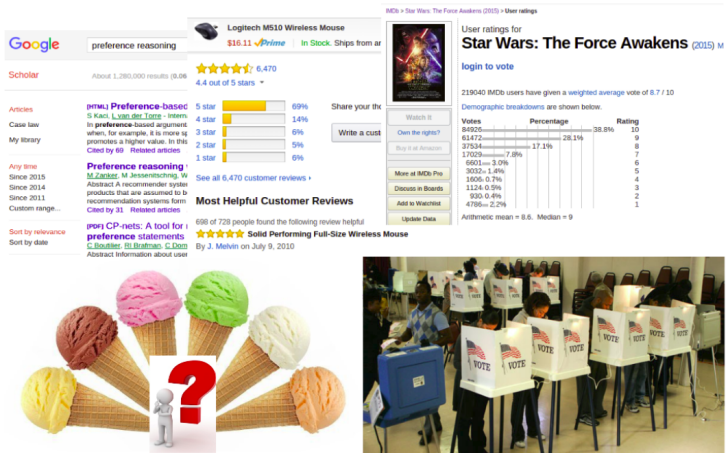 Google
preference reasoning
Scholar
About 1,280,000 results (0.06
Articles
Case law
My library
Any time
Since 2015
Since 2014
Since 2011
Custom range...
Sort by relevance
Sort by date
[HTML] Preference-based
S Kaci, L van der Torre - Intern
In preference-based argument
when, for example, it is more sp
promotes a higher value. In this
Cited by 69 Related articles
Preference reasoning
M Zanker, M Jessenitschnig, W
Abstract A recommender system
products that are assumed to b
recommendation systems form
Cited by 31 Related articles
[PDF] CP-nets: A tool for r
preference statements
C Boutilier, RI Brafman, C Dom
Abstract Information about user
Logitech M510 Wireless Mouse
$16.11 Prime In Stock. Ships from ar
6,470
4.4 out of 5 stars
5 star 69%
4 star 14%
3 star 6%
2 star 5%
1 star 6%
Share your tho
Write a cust
See all 6,470 customer reviews
Most Helpful Customer Reviews
698 of 728 people found the following review helpful
Solid Performing Full-Size Wireless Mouse
By J. Melvin on July 9, 2010
IMDb > Star Wars: The Force Awakens (2015) > User ratings
User ratings for
Star Wars: The Force Awakens (2015) M
login to vote
219040 IMDb users have given a weighted average vote of 8.7 / 10
Demographic breakdowns are shown below.
Votes Percentage Rating
84926 38.8% 10
61472 28.1% 9
37534 17.1% 8
17029 7.8% 7
6601 3.0% 6
3032 1.4% 5
1606 0.7% 4
1124 0.5% 3
930 0.4% 2
4786 2.2% 1
Arithmetic mean = 8.6. Median = 9
Watch It
Own the rights?
Buy it at Amazon
More at IMDb Pro
Discuss in Boards
Add to Watchlist
Update Data
?
VOTE
VOTE
VOTE
VOTE
VOTE
VOTE